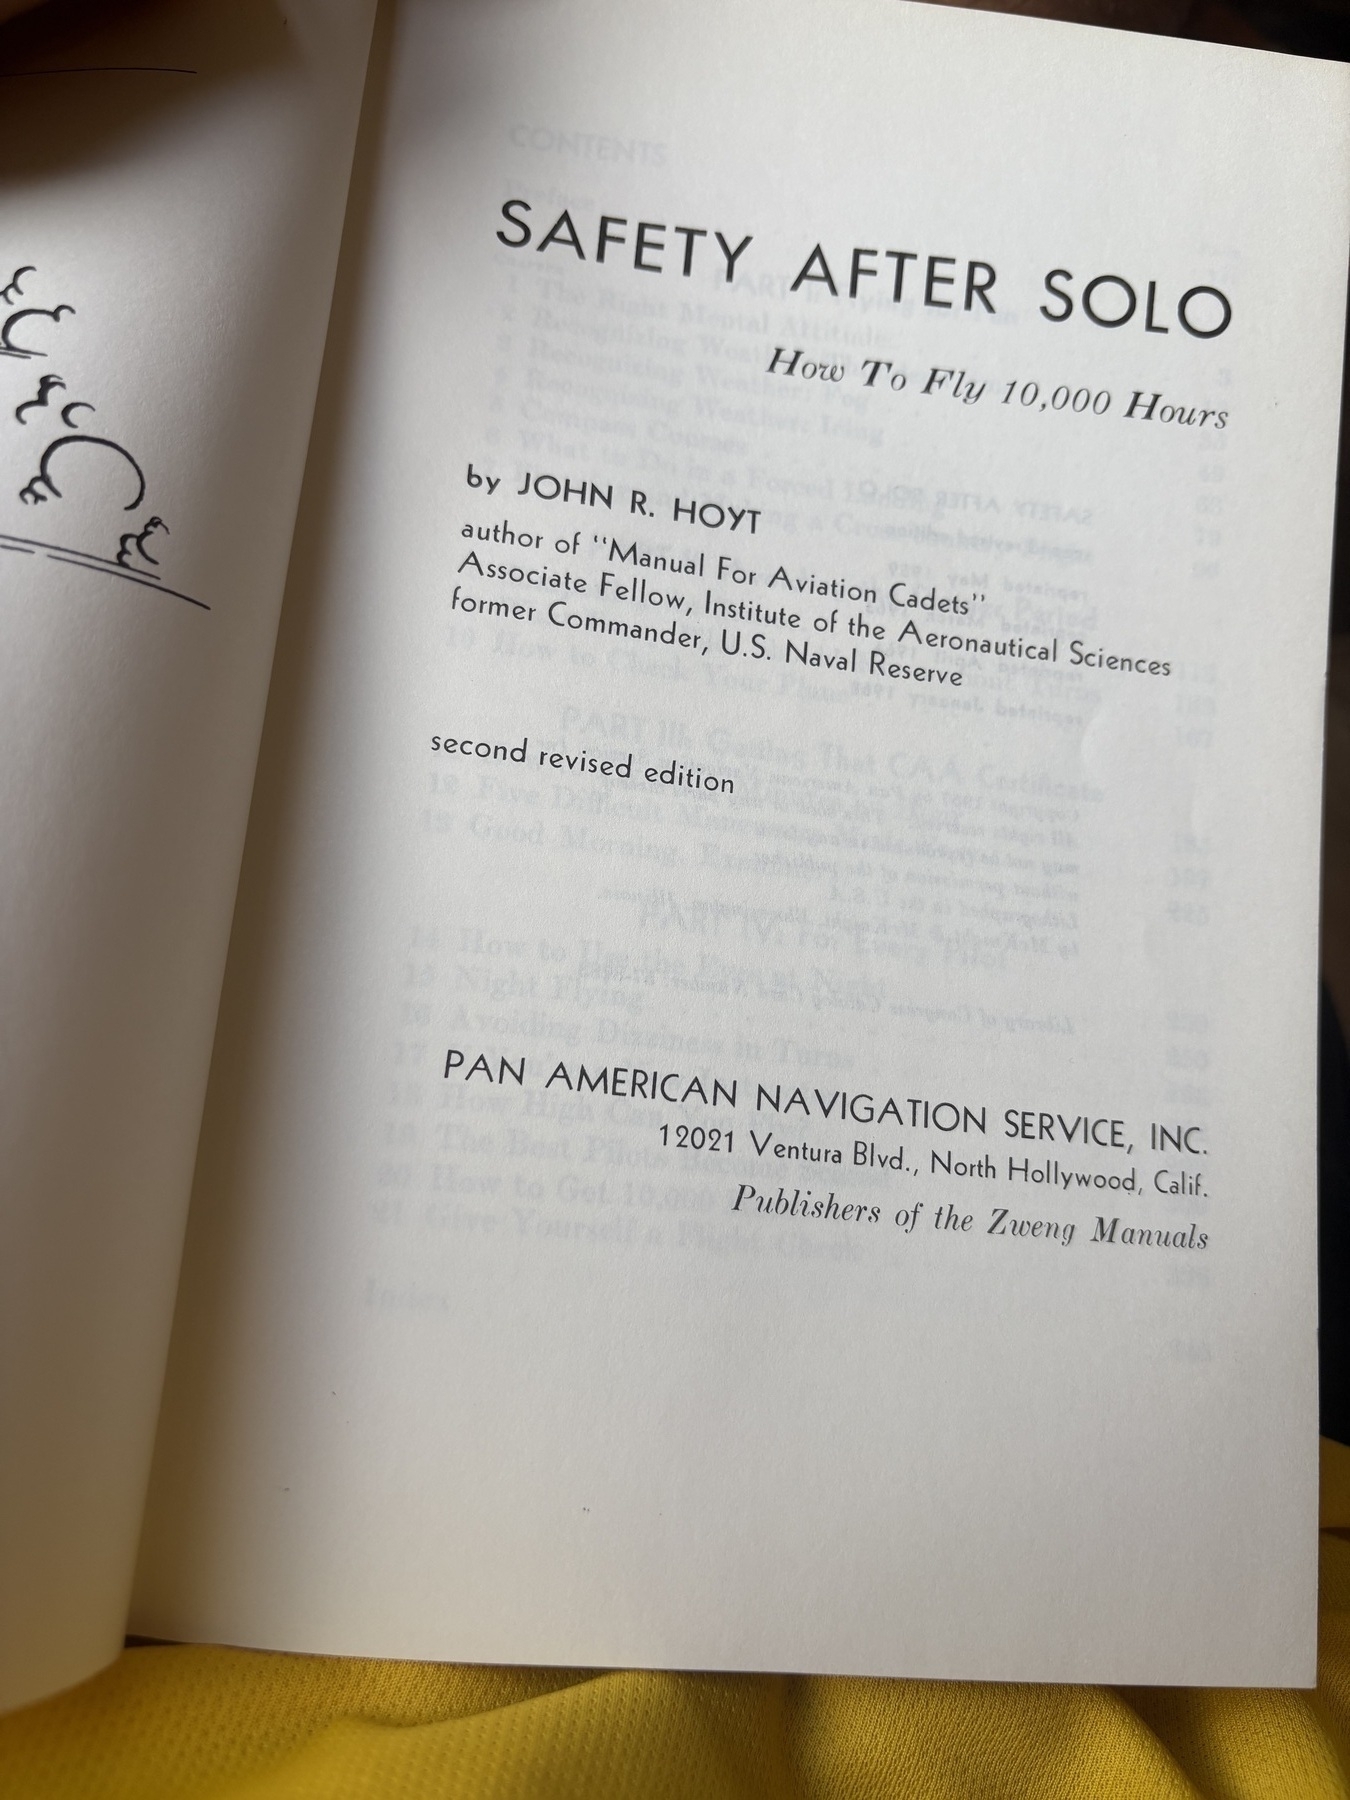 SAFETY AFTER SOLO
How To Fly 10,000 Hours
by JOHN R. HOYT
author of "Manual For Aviation Cadets"
Associate Fellow, Institute of the Aeronautical Sciences
former Commander, U.S. Naval Reserve
second revised edition
PAN AMERICAN NAVIGATION SERVICE, INC.
12021 Ventura Blvd., North Hollywood, Calif.
Publishers of the Zweng Manuals